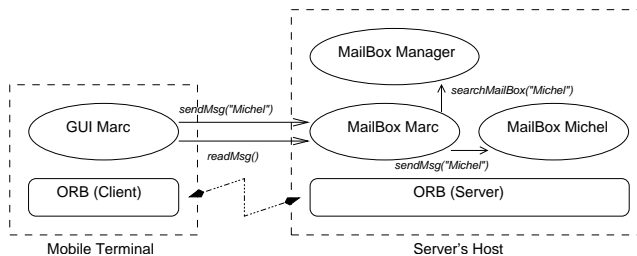 MailBox Manager
sendMsg("Michel")
searchMailBox("Michel")
GUI Marc
MailBox Marc
MailBox Michel
readMsg()
sendMsg("Michel")
ORB (Client)
ORB (Server)
Mobile Terminal
Server's Host